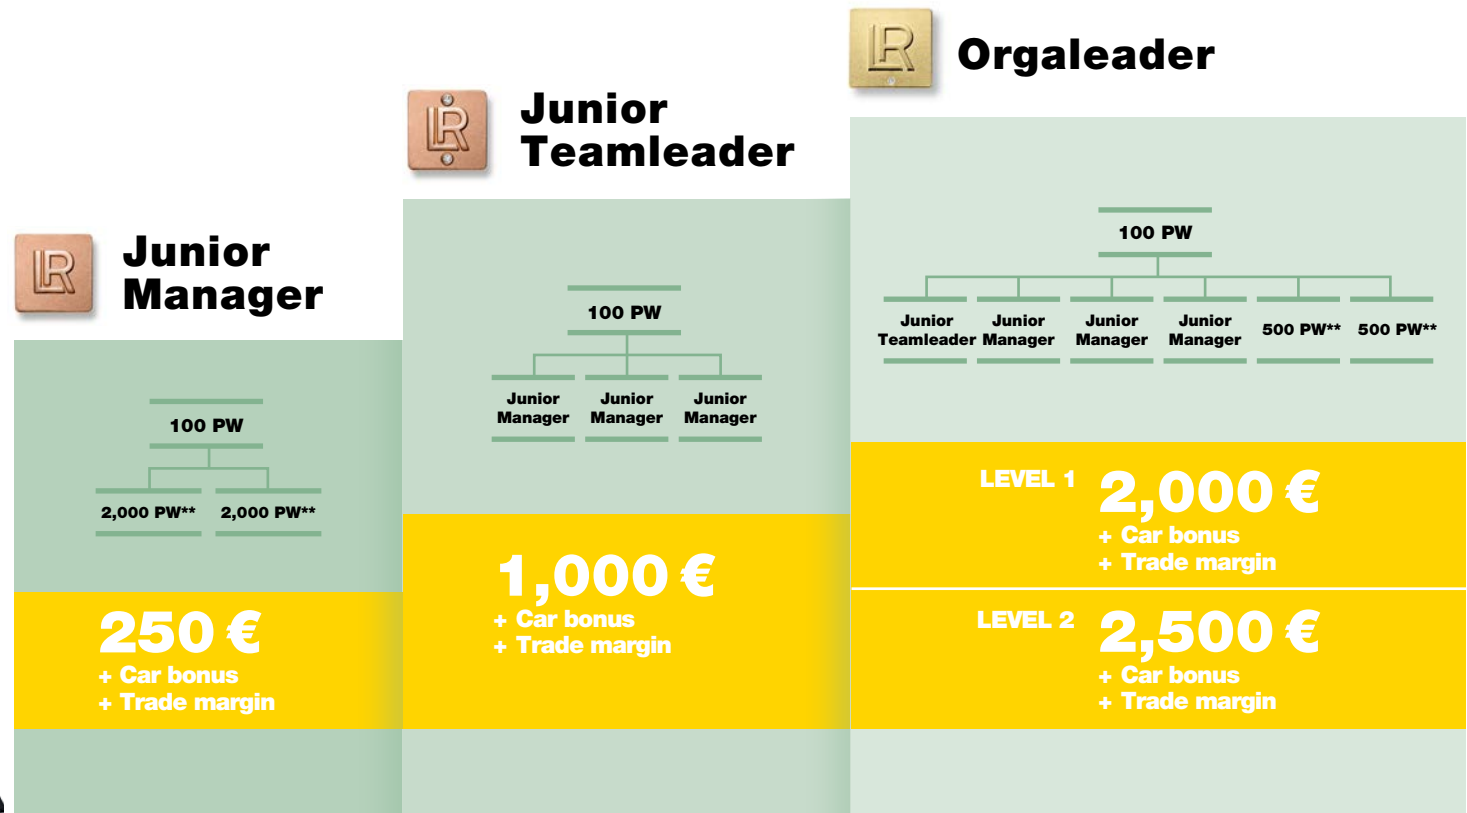 LR
Junior
Manager
100 PW
2,000 PW**
2,000 PW**
250 €
+ Car bonus
+ Trade margin
LR
Junior
Teamleader
100 PW
Junior
Manager
Junior
Manager
Junior
Manager
1,000 €
+ Car bonus
+ Trade margin
LR
Orgaleader
100 PW
Junior
Teamleader
Junior
Manager
Junior
Manager
Junior
Manager
500 PW**
500 PW**
LEVEL 1
2,000 €
+ Car bonus
+ Trade margin
LEVEL 2
2,500 €
+ Car bonus
+ Trade margin